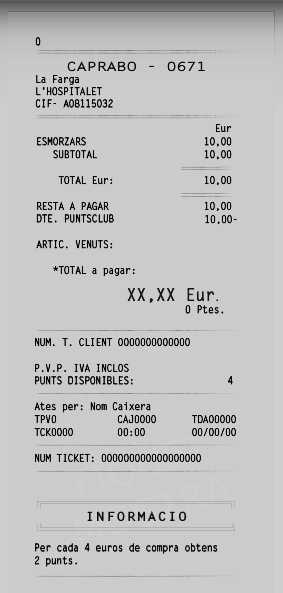 0
CAPRABO - 0671
La Farga
L'HOSPITALET
CIF- A08115032
Eur
ESMORZARS 10,00
SUBTOTAL 10,00
TOTAL Eur: 10,00
RESTA A PAGAR 10,00
DTE. PUNTSCLUB 10,00-
ARTIC. VENUTS:
*TOTAL a pagar:
XX,XX Eur.
0 Ptes.
NUM. T. CLIENT 0000000000000
P.V.P. IVA INCLOS
PUNTS DISPONIBLES: 4
Ates per: Nom Caixera
TPV0 CAJ0000 TDA00000
TCK0000 00:00 00/00/00
NUM TICKET: 000000000000000000
INFORMACIO
Per cada 4 euros de compra obtens
2 punts.